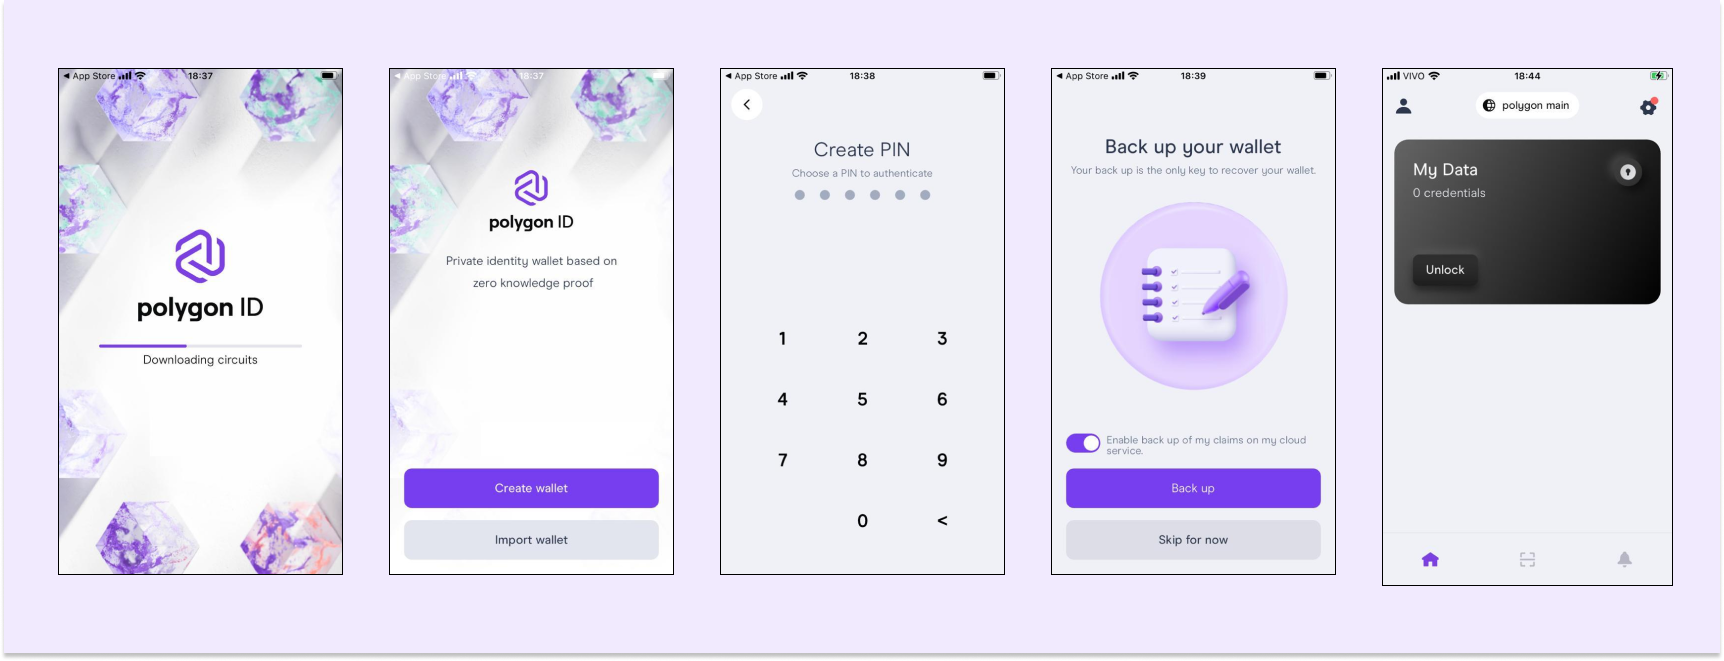 App Store
18:37
polygon ID
Downloading circuits
App Store
18:37
polygon ID
Private identity wallet based on
zero knowledge proof
Create wallet
Import wallet
App Store
18:38
Create PIN
Choose a PIN to authenticate
1 2 3
4 5 6
7 8 9
0 <
App Store
18:39
Back up your wallet
Your back up is the only key to recover your wallet.
Enable back up of my claims on my cloud
service.
Back up
Skip for now
VIVO
18:44
polygon main
My Data
0 credentials
Unlock